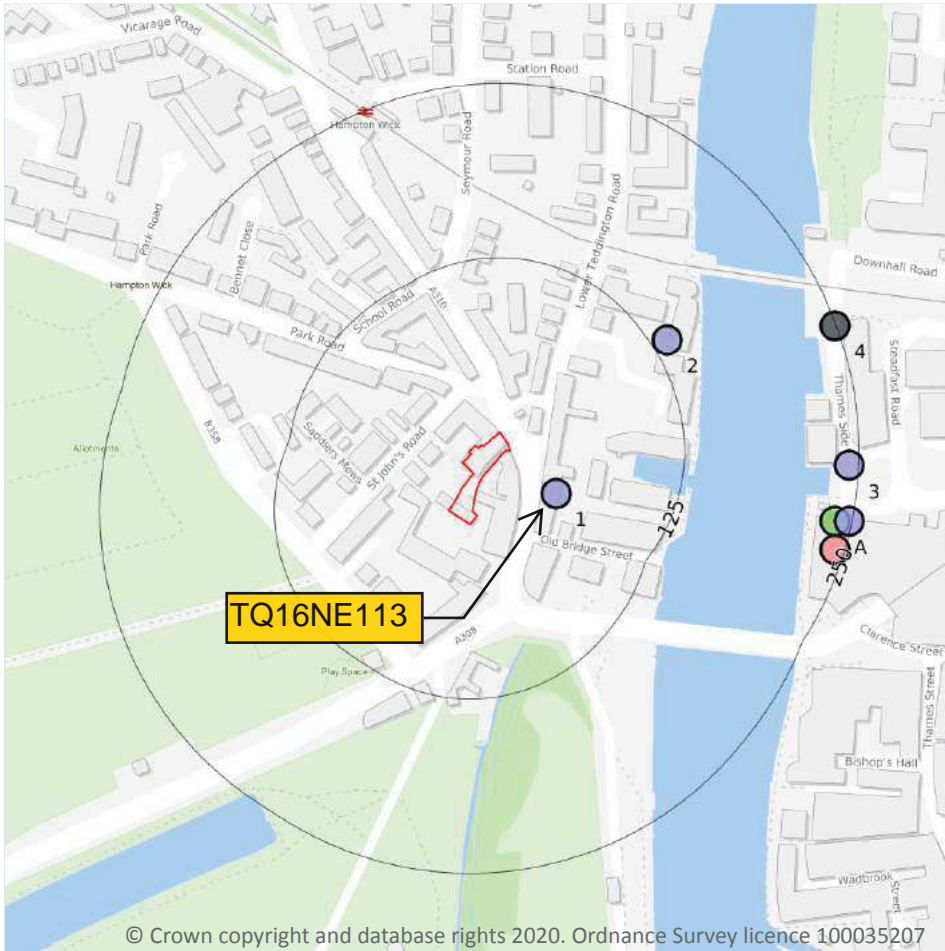 Vicarage Road
Station Road
Hampton Wick
Seymour Road
Park Road
Bennet Close
Lower Teddington Road
Downhall Road
Hampton Wick
School Road
A310
Park Road
2
4
Steadfast Road
Thames Side
B358
Allotments
Saddlers Mews
St John's Road
3
1
125
Old Bridge Street
A
250
TQ16NE113
A308
Clarence Street
Play Space
Thames Street
Bishop's Hall
Wadbrook Street
© Crown copyright and database rights 2020. Ordnance Survey licence 100035207